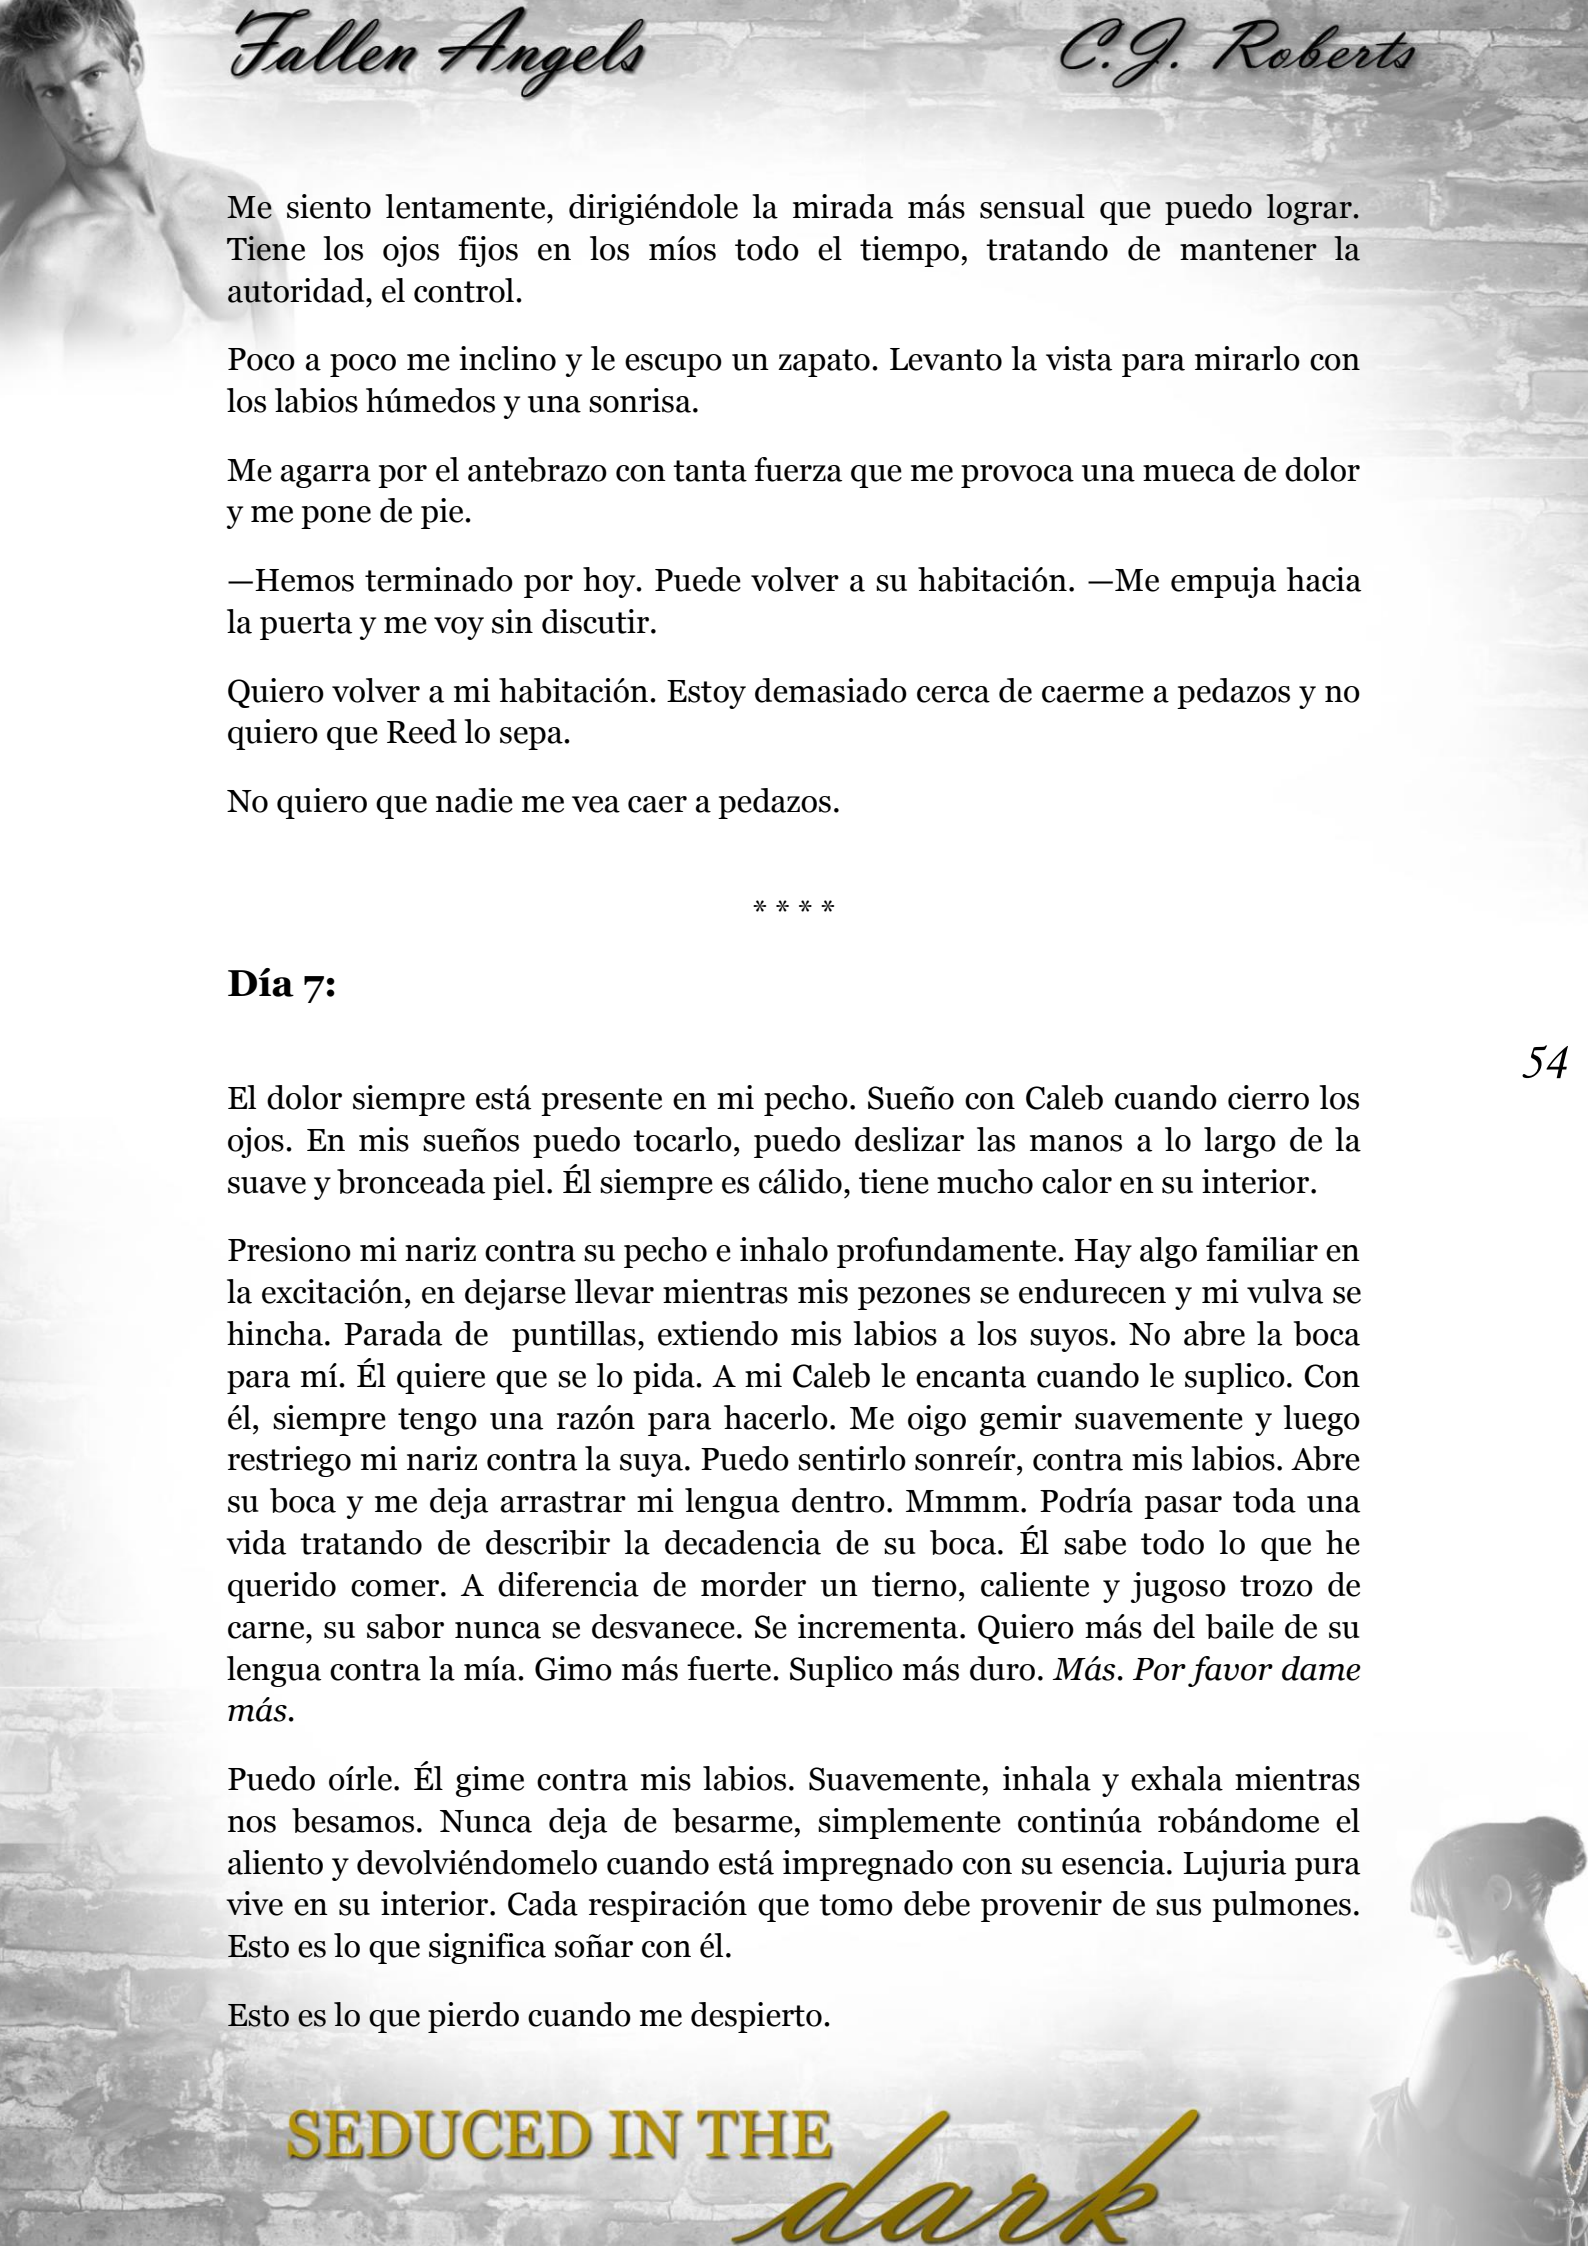 Fallen Angels
C.J. Roberts
Me siento lentamente, dirigiéndole la mirada más sensual que puedo lograr.
Tiene los ojos fijos en los míos todo el tiempo, tratando de mantener la
autoridad, el control.
Poco a poco me inclino y le escupo un zapato. Levanto la vista para mirarlo con
los labios húmedos y una sonrisa.
Me agarra por el antebrazo con tanta fuerza que me provoca una mueca de dolor
y me pone de pie.
—Hemos terminado por hoy. Puede volver a su habitación. —Me empuja hacia
la puerta y me voy sin discutir.
Quiero volver a mi habitación. Estoy demasiado cerca de caerme a pedazos y no
quiero que Reed lo sepa.
No quiero que nadie me vea caer a pedazos.
* * * *
Día 7:
54
El dolor siempre está presente en mi pecho. Sueño con Caleb cuando cierro los
ojos. En mis sueños puedo tocarlo, puedo deslizar las manos a lo largo de la
suave y bronceada piel. Él siempre es cálido, tiene mucho calor en su interior.
Presiono mi nariz contra su pecho e inhalo profundamente. Hay algo familiar en
la excitación, en dejarse llevar mientras mis pezones se endurecen y mi vulva se
hincha. Parada de  puntillas, extiendo mis labios a los suyos. No abre la boca
para mí. Él quiere que se lo pida. A mi Caleb le encanta cuando le suplico. Con
él, siempre tengo una razón para hacerlo. Me oigo gemir suavemente y luego
restriego mi nariz contra la suya. Puedo sentirlo sonreír, contra mis labios. Abre
su boca y me deja arrastrar mi lengua dentro. Mmmm. Podría pasar toda una
vida tratando de describir la decadencia de su boca. Él sabe todo lo que he
querido comer. A diferencia de morder un tierno, caliente y jugoso trozo de
carne, su sabor nunca se desvanece. Se incrementa. Quiero más del baile de su
lengua contra la mía. Gimo más fuerte. Suplico más duro. Más. Por favor dame
más.
Puedo oírle. Él gime contra mis labios. Suavemente, inhala y exhala mientras
nos besamos. Nunca deja de besarme, simplemente continúa robándome el
aliento y devolviéndomelo cuando está impregnado con su esencia. Lujuria pura
vive en su interior. Cada respiración que tomo debe provenir de sus pulmones.
Esto es lo que significa soñar con él.
Esto es lo que pierdo cuando me despierto.
SEDUCED IN THE
dark